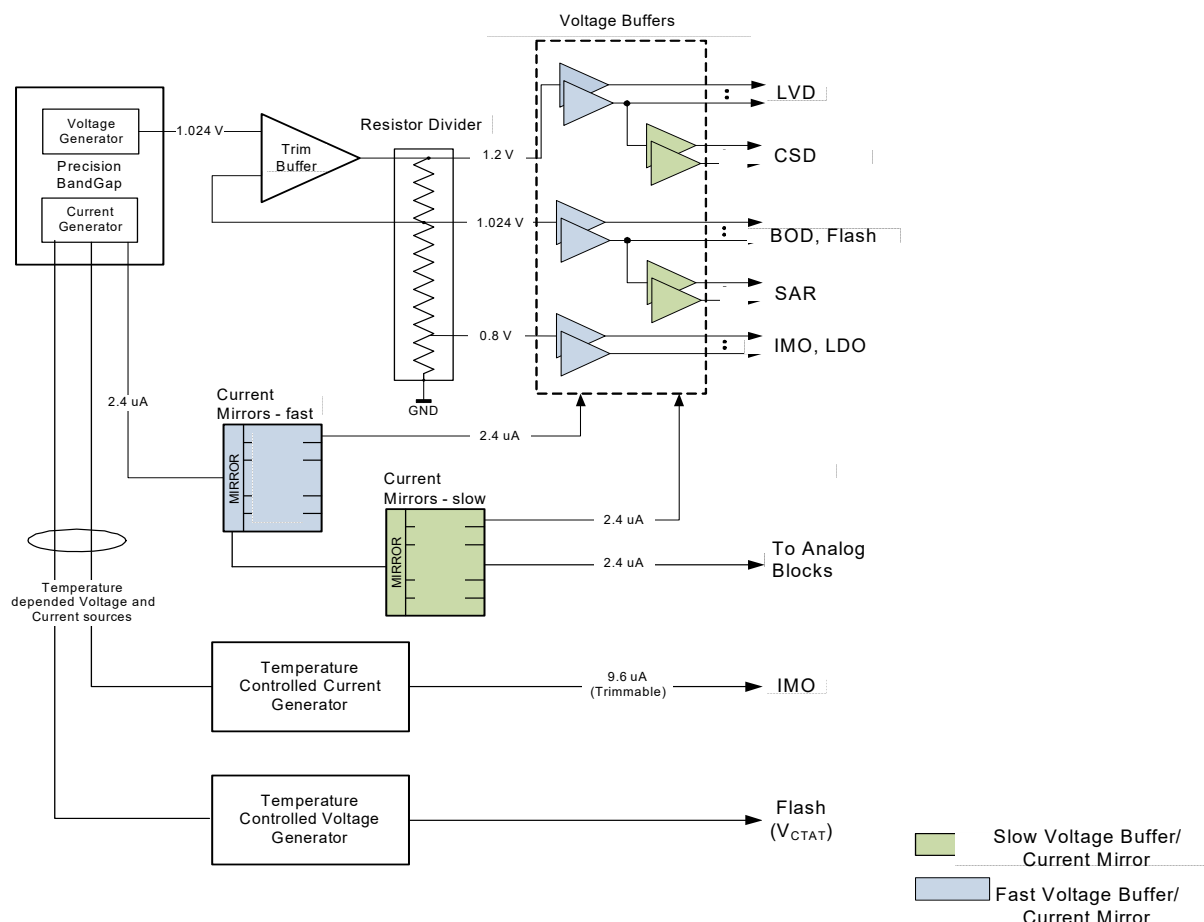 Voltage Buffers
Voltage
Generator
Precision
BandGap
Current
Generator
1.024 V
Trim
Buffer
Resistor Divider
1.2 V
1.024 V
0.8 V
GND
LVD
CSD
BOD, Flash
SAR
IMO, LDO
2.4 uA
Current
Mirrors - fast
MIRROR
2.4 uA
Current
Mirrors - slow
MIRROR
2.4 uA
2.4 uA
To Analog
Blocks
Temperature
depended Voltage and
Current sources
Temperature
Controlled Current
Generator
9.6 uA
(Trimmable)
IMO
Temperature
Controlled Voltage
Generator
Flash
(VCTAT)
Slow Voltage Buffer/
Current Mirror
Fast Voltage Buffer/
Current Mirror